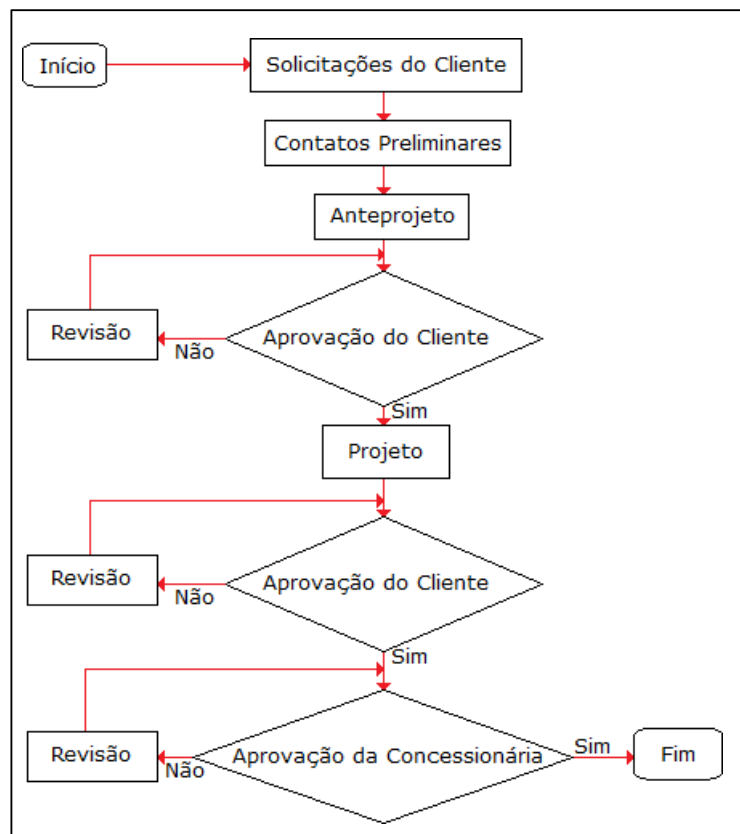 Início
Solicitações do Cliente
Contatos Preliminares
Anteprojeto
Aprovação do Cliente
Não
Revisão
Sim
Projeto
Aprovação do Cliente
Não
Revisão
Sim
Aprovação da Concessionária
Não
Revisão
Sim
Fim